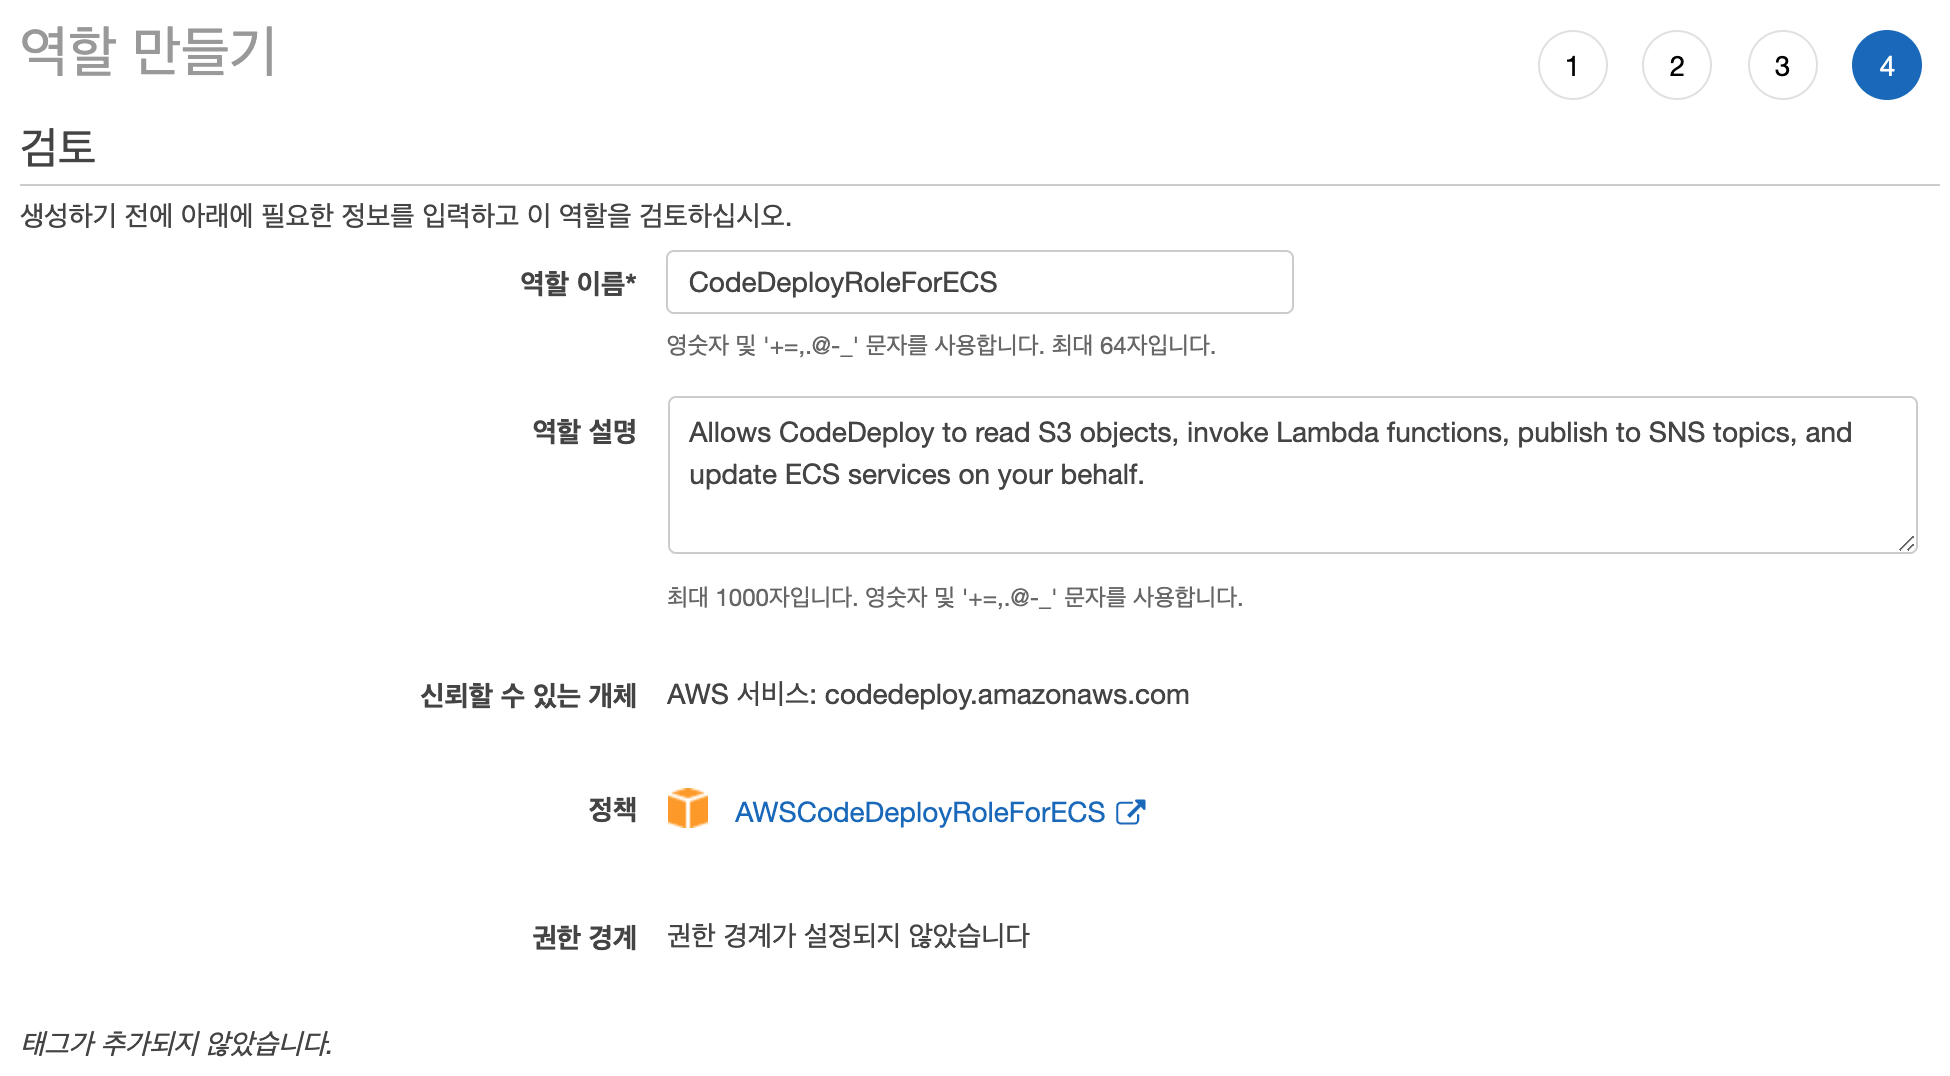 역할 만들기
1 2 3 4
검토
생성하기 전에 아래에 필요한 정보를 입력하고 이 역할을 검토하십시오.
역할 이름* CodeDeployRoleForECS
영숫자 및 '+=,.@-_' 문자를 사용합니다. 최대 64자입니다.
역할 설명 Allows CodeDeploy to read S3 objects, invoke Lambda functions, publish to SNS topics, and
update ECS services on your behalf.
최대 1000자입니다. 영숫자 및 '+=,.@-_' 문자를 사용합니다.
신뢰할 수 있는 개체 AWS 서비스: codedeploy.amazonaws.com
정책 AWSCodeDeployRoleForECS
권한 경계 권한 경계가 설정되지 않았습니다
태그가 추가되지 않았습니다.